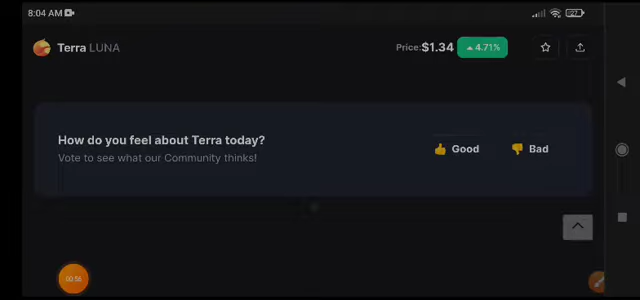 8:04 AM
27
Terra LUNA
Price: $1.34 4.71%
How do you feel about Terra today?
Vote to see what our Community thinks!
Good Bad
00:56